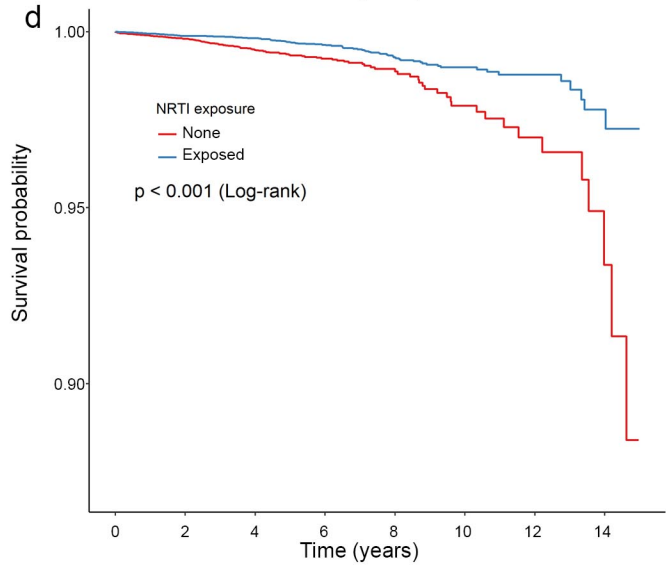 d
1.00
0.95
0.90
Survival probability
NRTI exposure
None
Exposed
p < 0.001 (Log-rank)
0 2 4 6 8 10 12 14
Time (years)